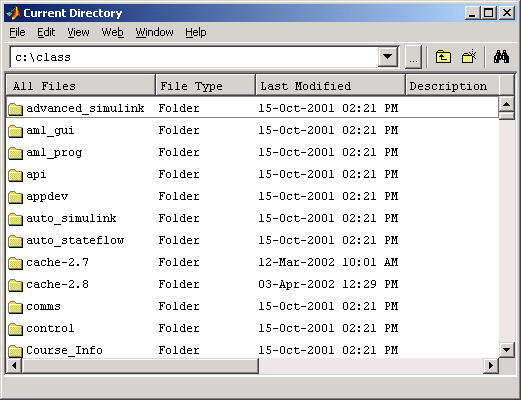 Current Directory
File Edit View Web Window Help
c:\class ...
All Files File Type Last Modified Description
advanced_simulink Folder 15-Oct-2001 02:21 PM
aml_gui Folder 15-Oct-2001 02:21 PM
aml_prog Folder 15-Oct-2001 02:21 PM
api Folder 15-Oct-2001 02:21 PM
appdev Folder 15-Oct-2001 02:21 PM
auto_simulink Folder 15-Oct-2001 02:21 PM
auto_stateflow Folder 15-Oct-2001 02:21 PM
cache-2.7 Folder 12-Mar-2002 10:01 AM
cache-2.8 Folder 03-Apr-2002 12:29 PM
comms Folder 15-Oct-2001 02:21 PM
control Folder 15-Oct-2001 02:21 PM
Course_Info Folder 15-Oct-2001 02:21 PM